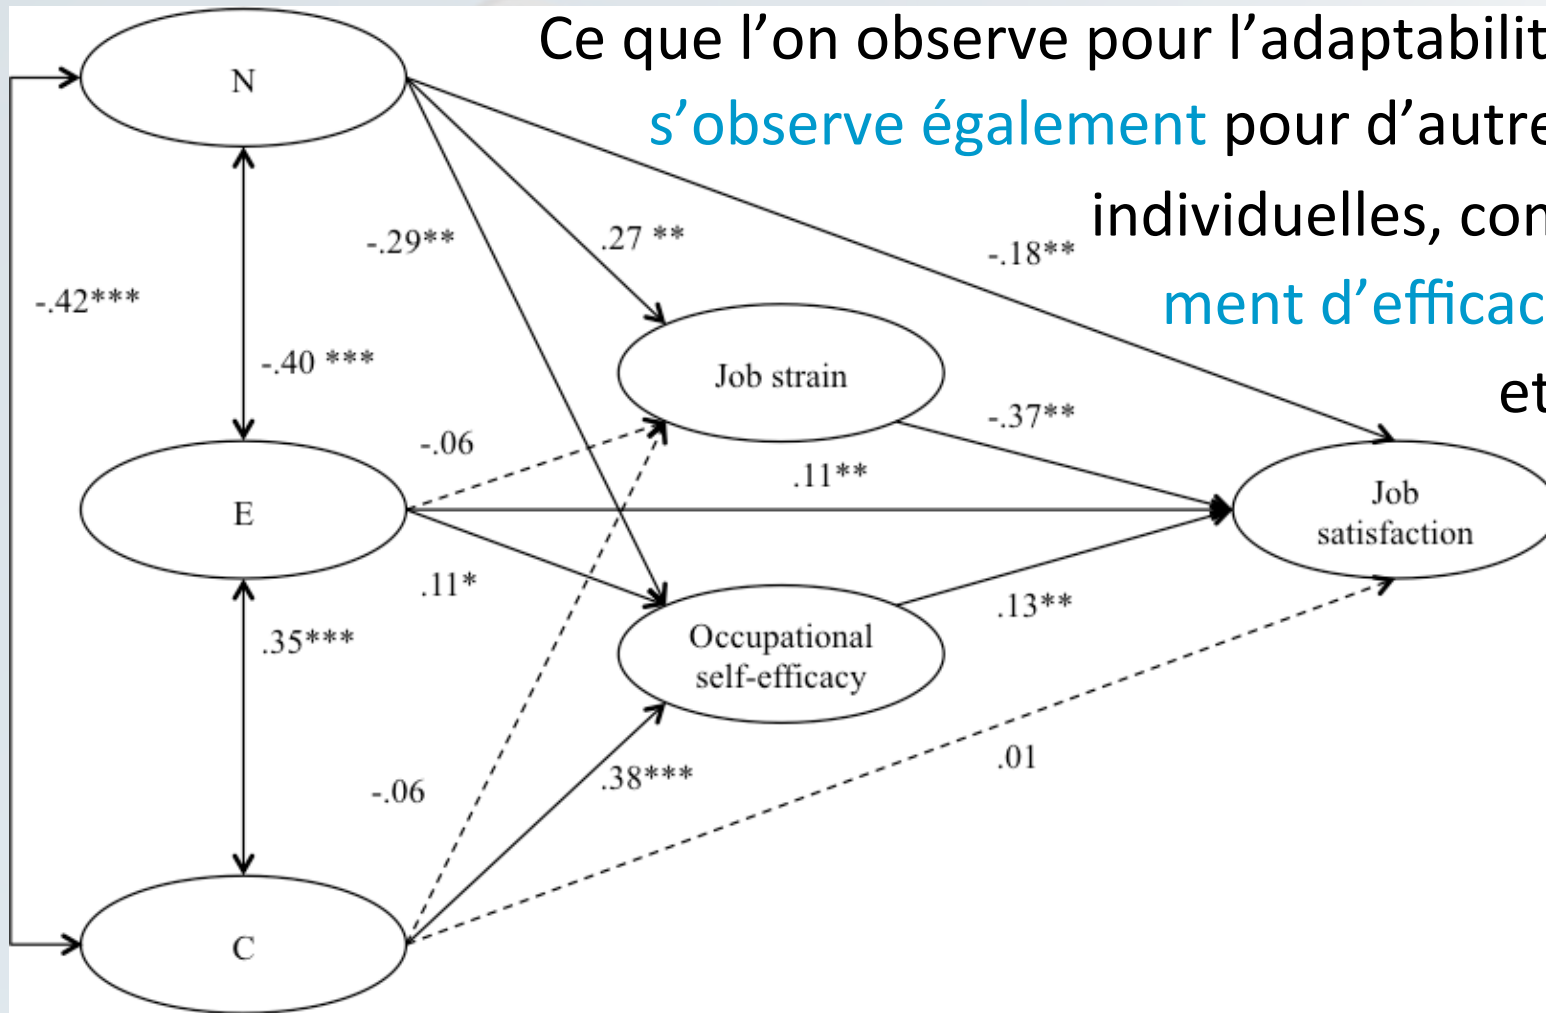 Ce que l’on observe pour l’adaptabilit
s’observe également pour d’autre
individuelles, con
ment d’efficac
et
N
-.29**
.27 **
-.18**
-.42***
-.40 ***
Job strain
-.06
-.37**
.11**
E
Job
satisfaction
.11*
.13**
.35***
Occupational
self-efficacy
-.06
.38***
.01
C